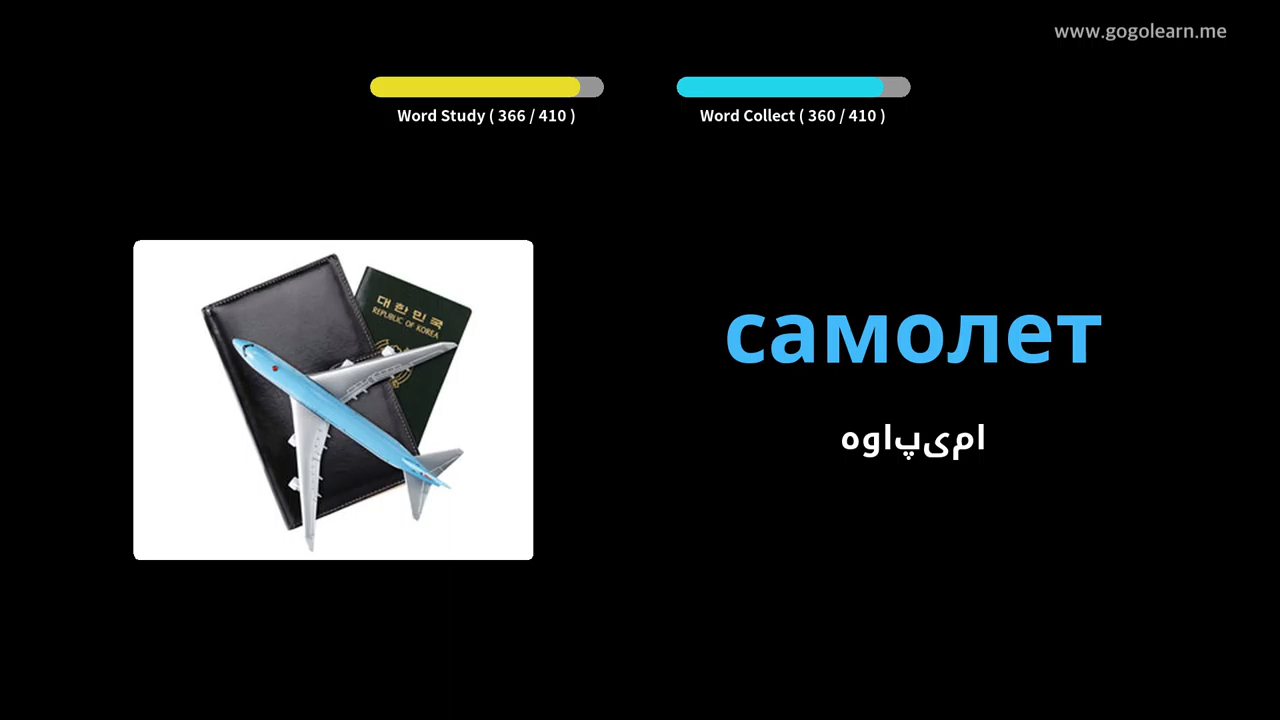 www.gogolearn.me
Word Study ( 366 / 410 )
Word Collect ( 360 / 410 )
대한민국
REPUBLIC OF KOREA
самолет
امیپاوه